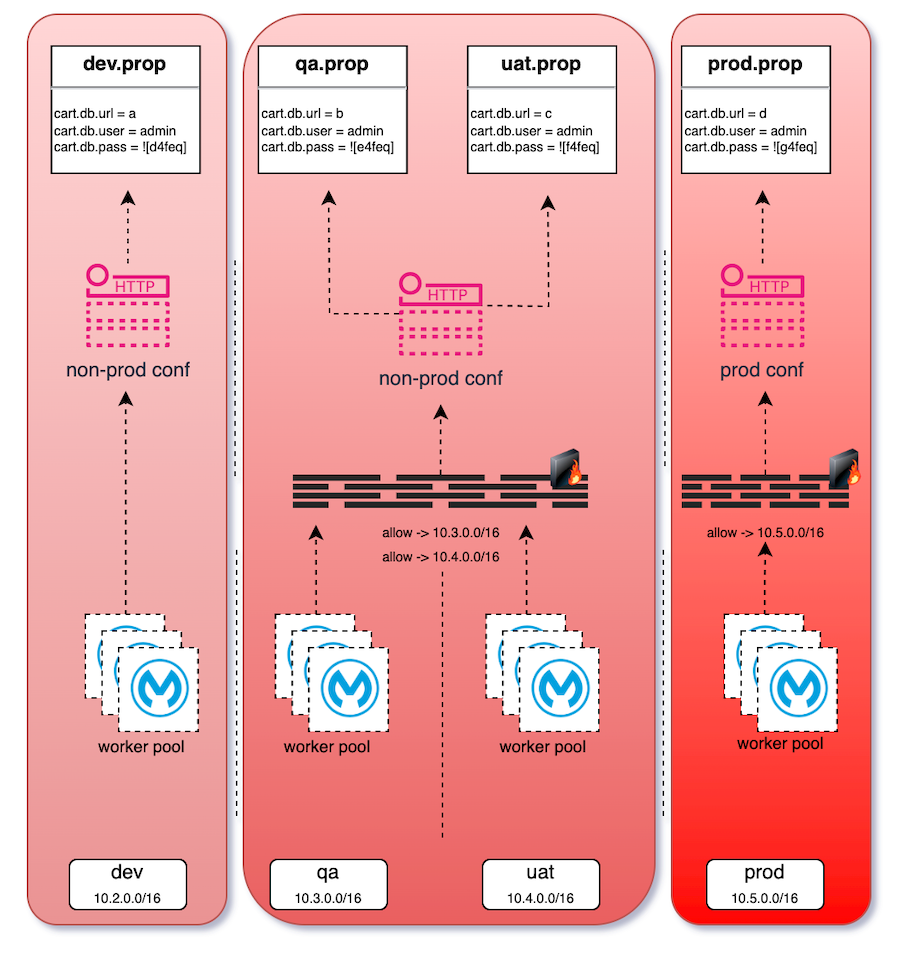 dev.prop
cart.db.url = a
cart.db.user = admin
cart.db.pass = ![d4feq]
HTTP
non-prod conf
worker pool
dev
10.2.0.0/16
qa.prop
cart.db.url = b
cart.db.user = admin
cart.db.pass = ![e4feq]
uat.prop
cart.db.url = c
cart.db.user = admin
cart.db.pass = ![f4feq]
HTTP
non-prod conf
allow -> 10.3.0.0/16
allow -> 10.4.0.0/16
worker pool
worker pool
qa
10.3.0.0/16
uat
10.4.0.0/16
prod.prop
cart.db.url = d
cart.db.user = admin
cart.db.pass = ![g4feq]
HTTP
prod conf
allow -> 10.5.0.0/16
worker pool
prod
10.5.0.0/16